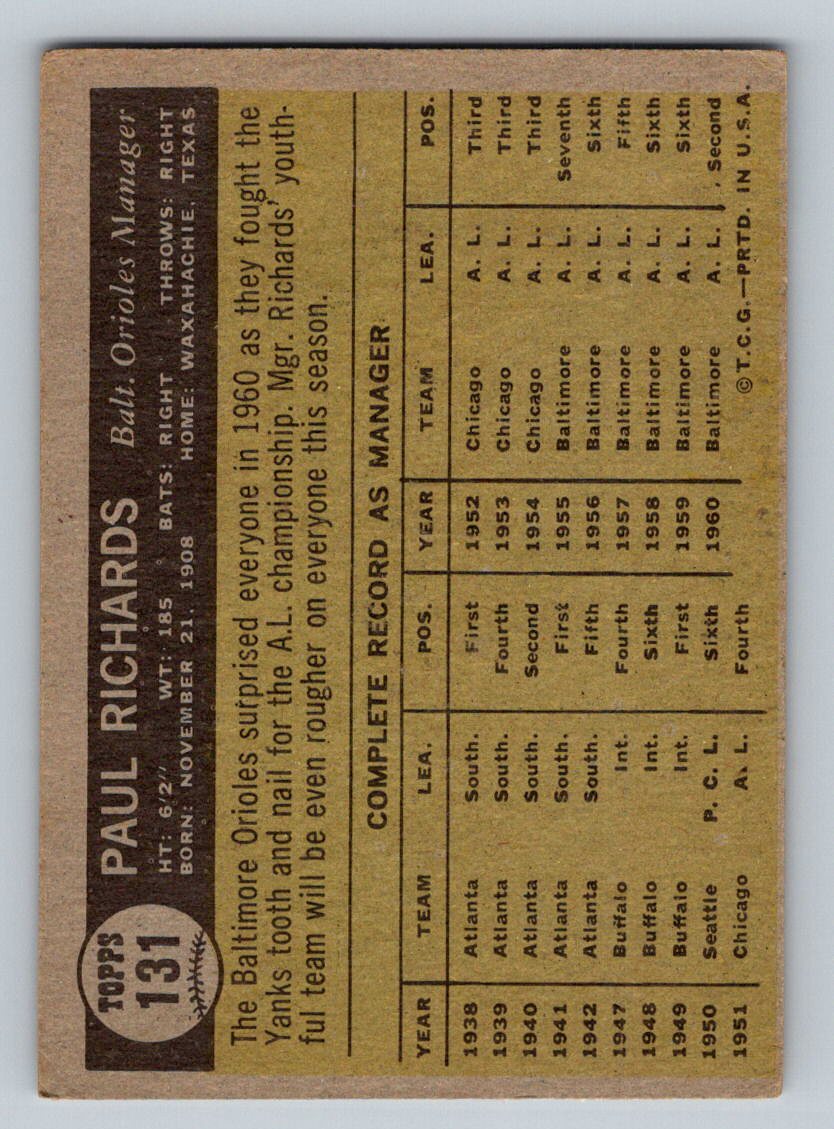 TOPPS
131
PAUL RICHARDS Balt. Orioles Manager
HT: 6'2" WT: 185 BATS: RIGHT THROWS: RIGHT
BORN: NOVEMBER 21, 1908 HOME: WAXAHACHIE, TEXAS
The Baltimore Orioles surprised everyone in 1960 as they fought the
Yanks tooth and nail for the A.L. championship. Mgr. Richards' youth-
ful team will be even rougher on everyone this season.
COMPLETE RECORD AS MANAGER
YEAR TEAM LEA. POS. YEAR TEAM LEA. POS.
1938 Atlanta South. First 1952 Chicago A. L. Third
1939 Atlanta South. Fourth 1953 Chicago A. L. Third
1940 Atlanta South. Second 1954 Chicago A. L. Third
1941 Atlanta South. First 1955 Baltimore A. L. Seventh
1942 Atlanta South. Fifth 1956 Baltimore A. L. Sixth
1947 Buffalo Int. Fourth 1957 Baltimore A. L. Fifth
1948 Buffalo Int. Sixth 1958 Baltimore A. L. Sixth
1949 Buffalo Int. First 1959 Baltimore A. L. Sixth
1950 Seattle P. C. L. Sixth 1960 Baltimore A. L. Second
1951 Chicago A. L. Fourth ©T.C.G.—PRTD. IN U.S.A.